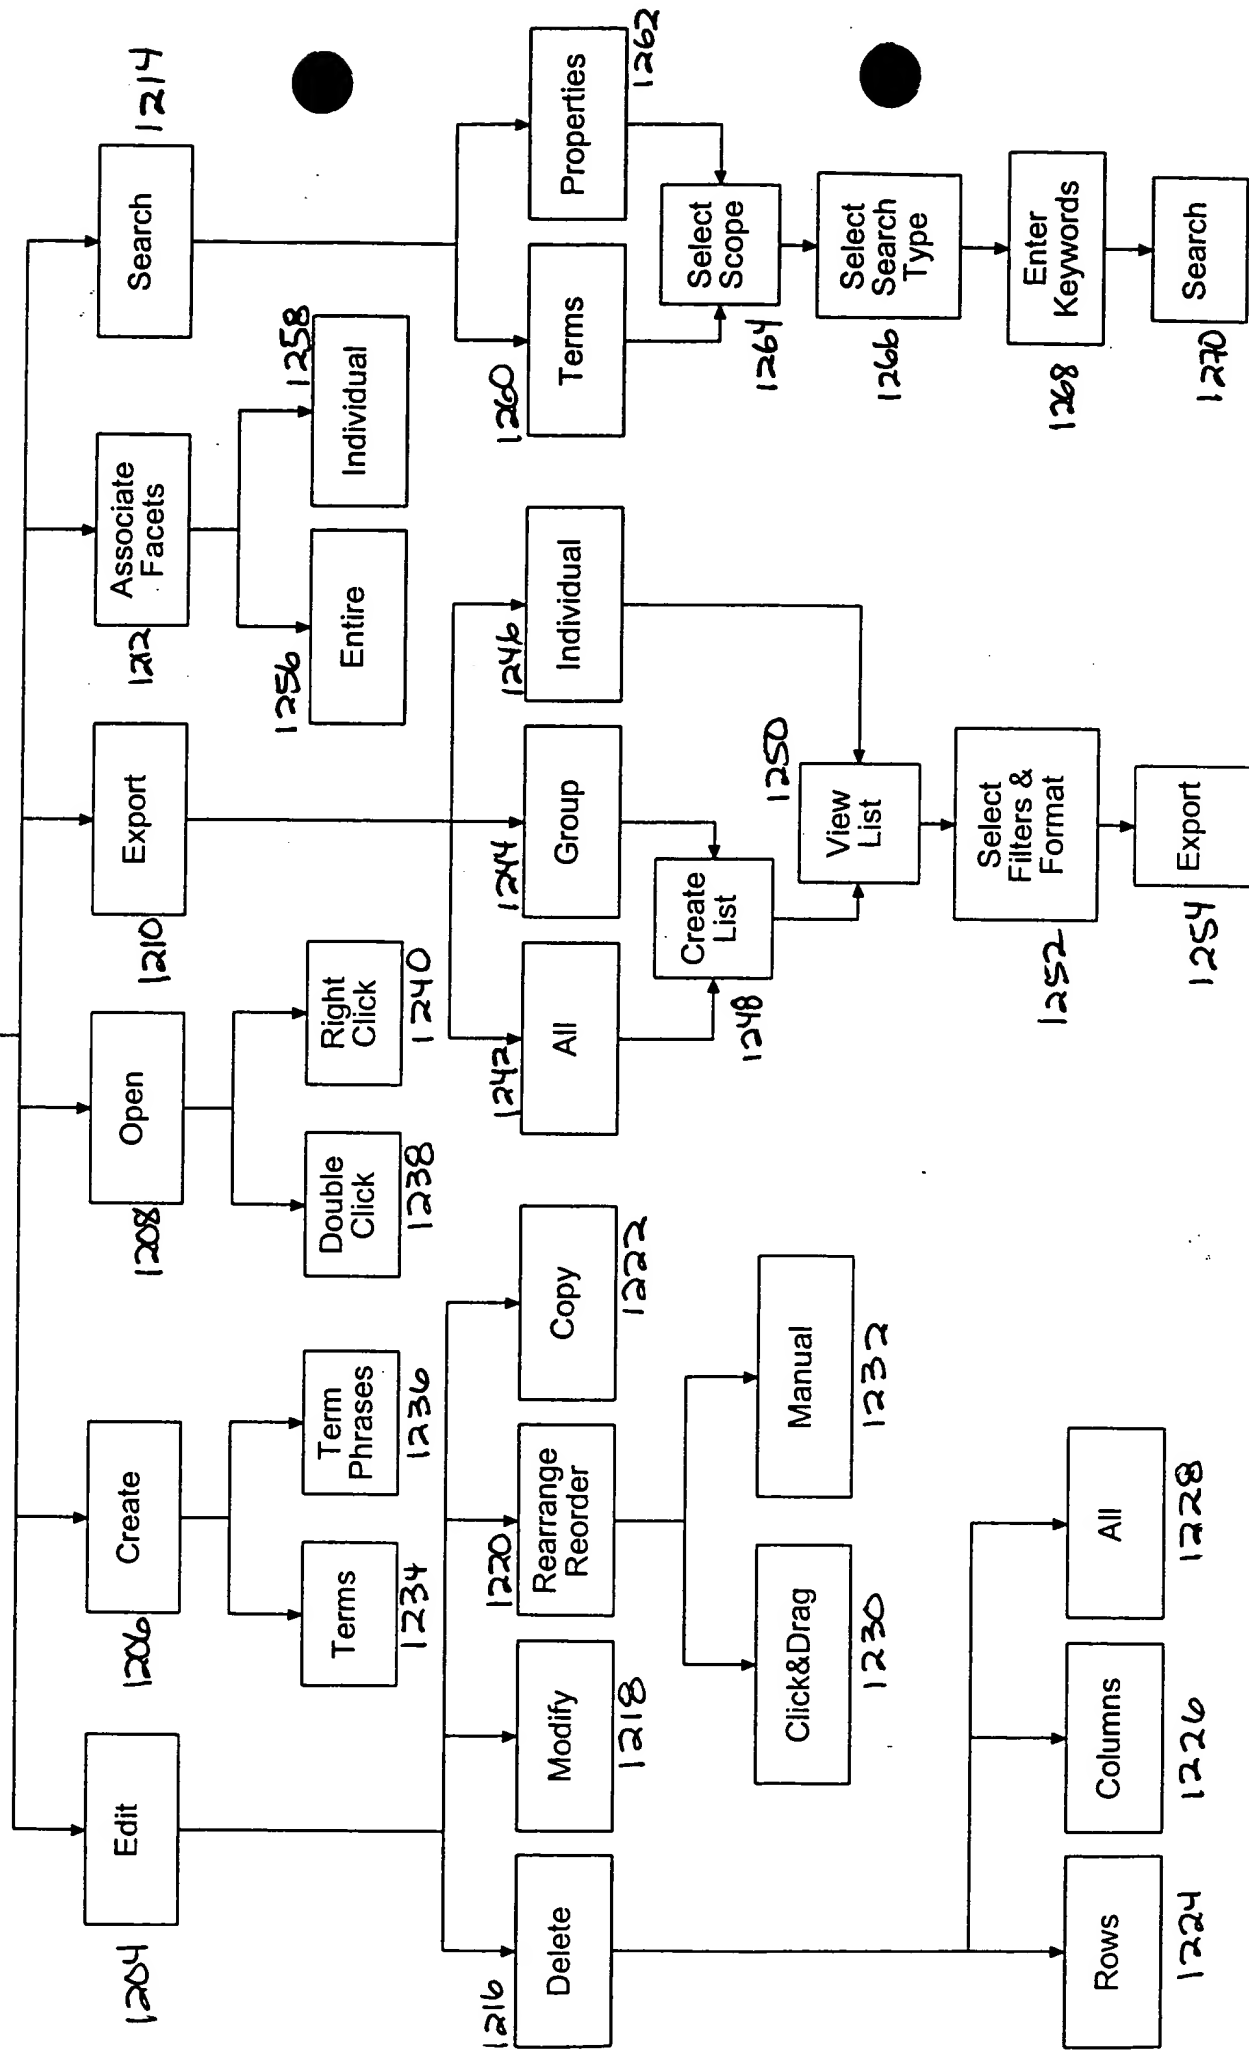 1204
Edit
1206
Create
1208
Open
1210
Export
1212
Associate
Facets
Search
1214
Terms
1234
Term
Phrases
1236
Double
Click
1238
Right
Click
1240
1256
Entire
Individual
1258
1216
Delete
Modify
1218
1220
Rearrange
Reorder
Copy
1222
1242
All
1244
Group
1246
Individual
1260
Terms
Properties
1262
Click&Drag
1230
Manual
1232
1248
Create
List
1250
View
List
1264
Select
Scope
1266
Select
Search
Type
Rows
1224
Columns
1226
All
1228
1252
Select
Filters &
Format
1254
Export
1268
Enter
Keywords
1270
Search